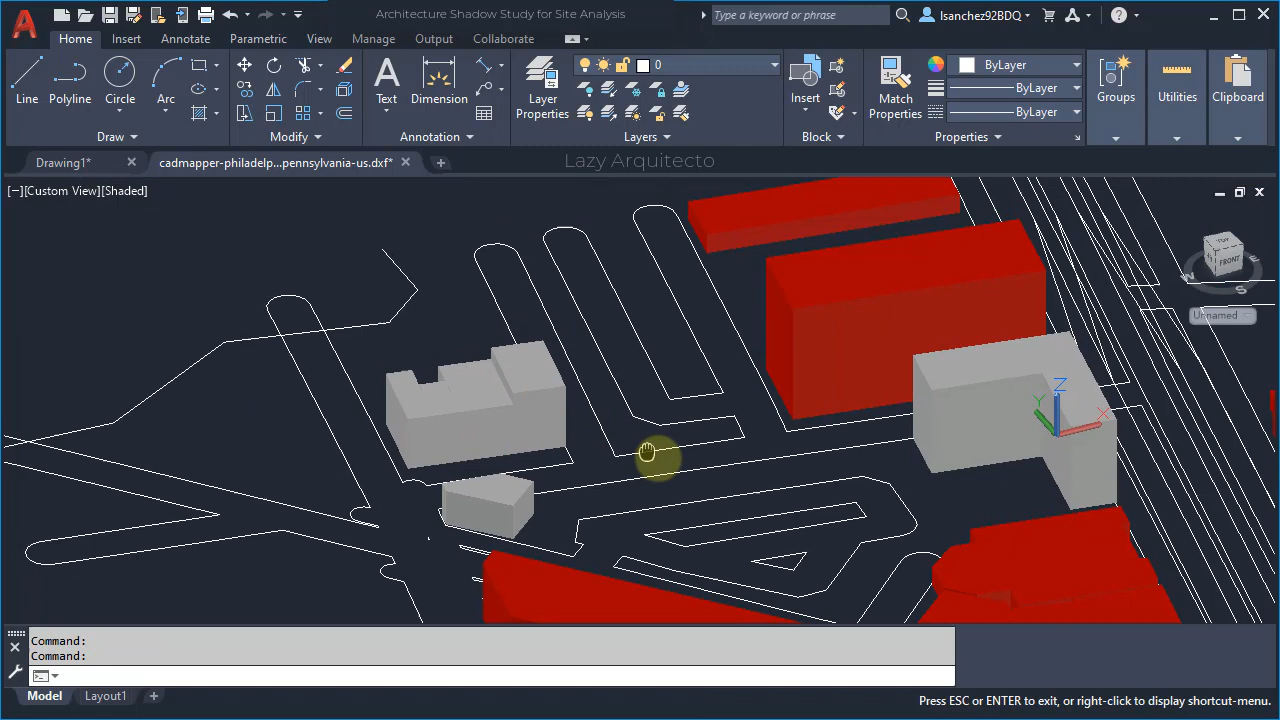 Architecture Shadow Study for Site Analysis
Type a keyword or phrase
lsanchez92BDQ
Home Insert Annotate Parametric View Manage Output Collaborate
0
ByLayer
ByLayer
ByLayer
Line Polyline Circle Arc
Text Dimension
Layer Properties
Insert
Match Properties
Groups
Utilities
Clipboard
Draw Modify Annotation Layers Block Properties
Drawing1*
cadmapper-philadelp...pennsylvania-us.dxf*
Lazy Arquitecto
[−][Custom View][Shaded]
TOP
FRONT
W
S
E
Unnamed
Z
Y
X
Command:
Command:
Model Layout1
Press ESC or ENTER to exit, or right-click to display shortcut-menu.